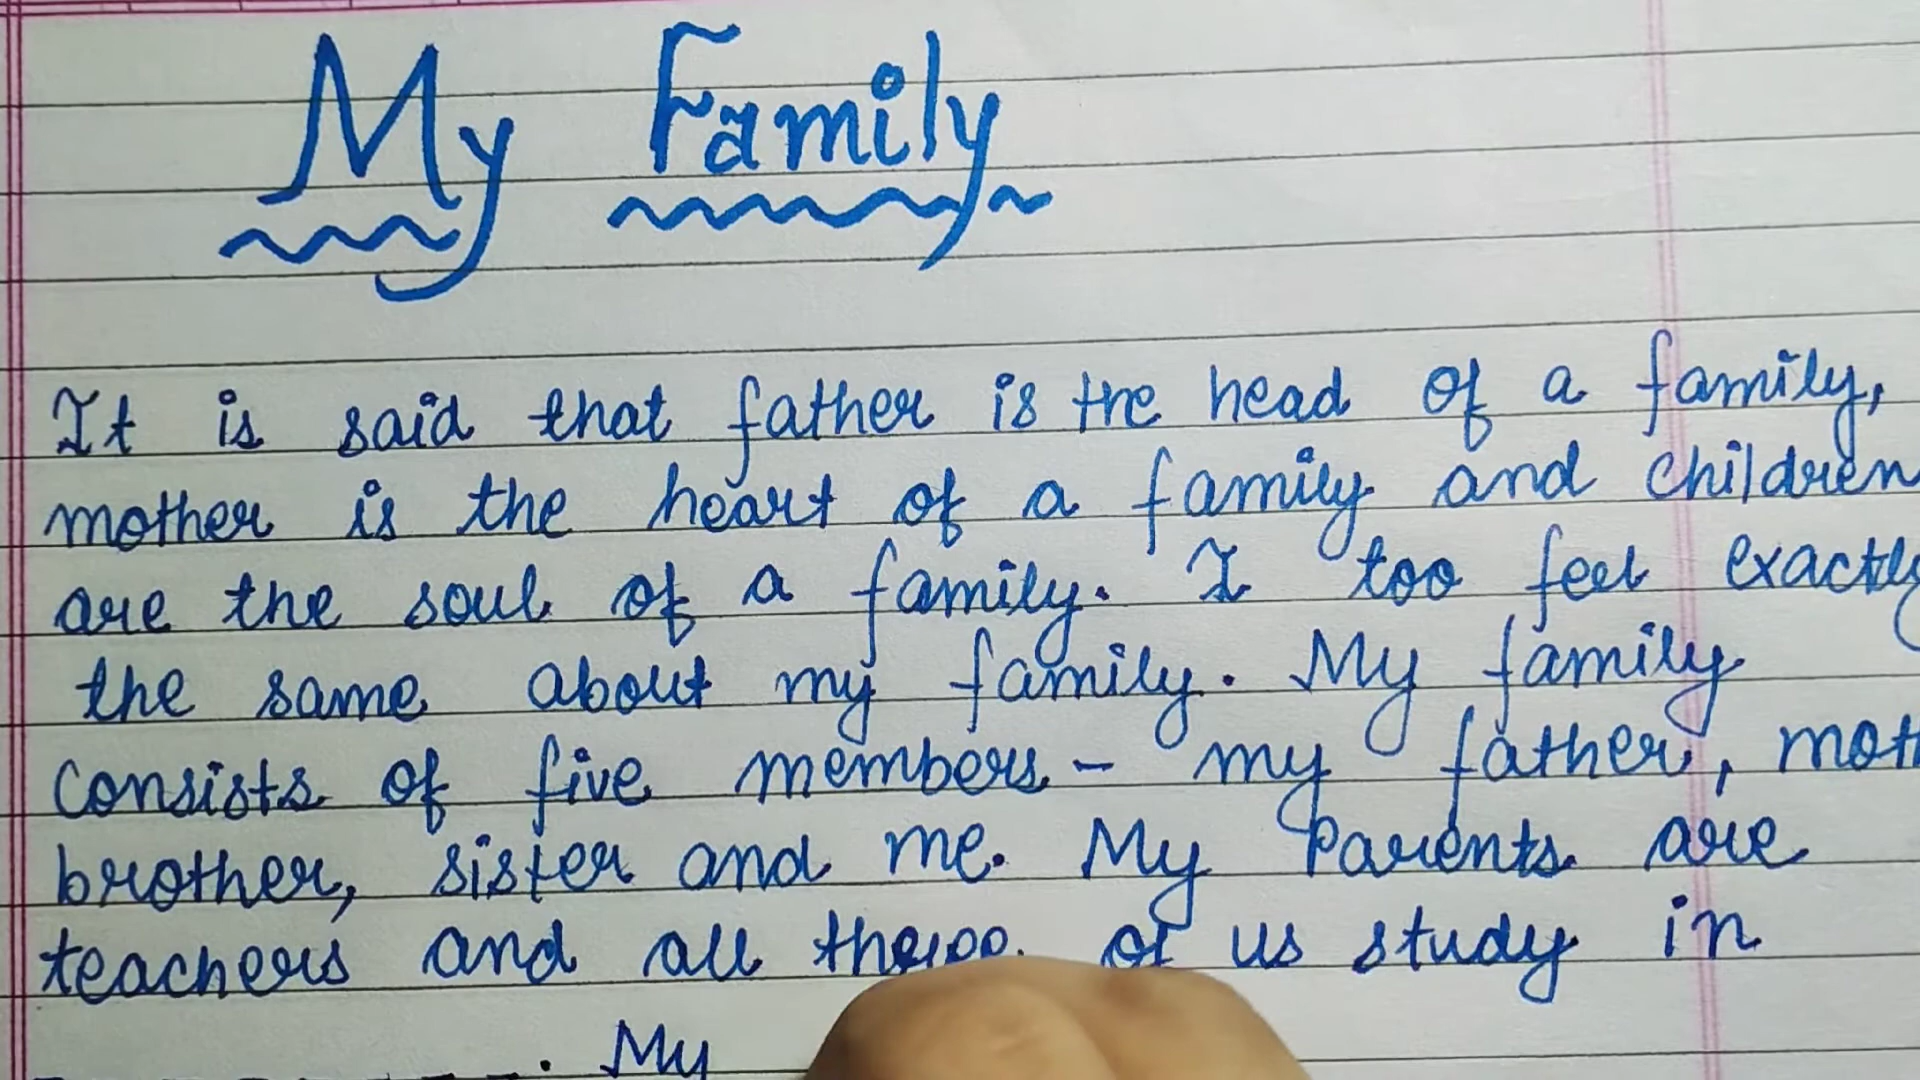 My Family
It is said that father is the head of a family,
mother is the heart of a family and children
are the soul of a family. I too feel exactly
the same about my family. My family
consists of five members - my father, mot
brother, sister and me. My Parents are
teachers and all three of us study in
. My